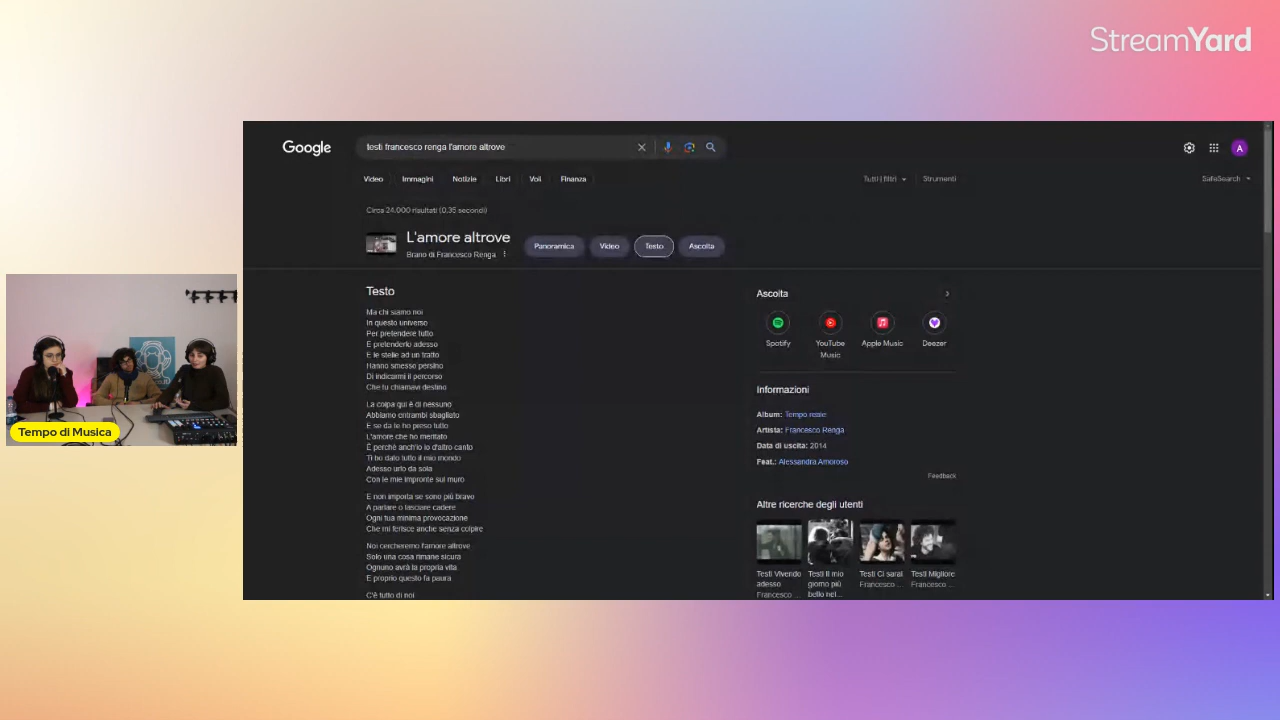 StreamYard
Google
testi francesco renga l'amore altrove
A
Video Immagini Notizie Libri Voli Finanza
Tutti i filtri Strumenti
SafeSearch
Circa 24.000 risultati (0,35 secondi)
L'amore altrove
Brano di Francesco Renga
Panoramica Video Testo Ascolta
Testo
Ma chi siamo noi
In questo universo
Per pretendere tutto
E pretenderlo adesso
E le stelle ad un tratto
Hanno smesso persino
Di indicarmi il percorso
Che tu chiamavi destino
La colpa qui è di nessuno
Abbiamo entrambi sbagliato
E se da te ho preso tutto
L'amore che ho meritato
È perché anch'io lo d'altro canto
Ti ho dato tutto il mio mondo
Adesso urlo da sola
Con le mie impronte sul muro
E non importa se sono più bravo
A parlare o lasciare cadere
Ogni tua minima provocazione
Che mi ferisce anche senza colpire
Noi cercheremo l'amore altrove
Solo una cosa rimane sicura
Ognuno avrà la propria vita
E proprio questo fa paura
C'è tutto di noi
Ascolta
Spotify
YouTube Music
Apple Music
Deezer
Informazioni
Album: Tempo reale
Artista: Francesco Renga
Data di uscita: 2014
Feat.: Alessandra Amoroso
Feedback
Altre ricerche degli utenti
Testi Vivendo adesso
Francesco ...
Testi Il mio giorno più bello nel...
Testi Ci sarai
Francesco ...
Testi Migliore
Francesco ...
Tempo di Musica